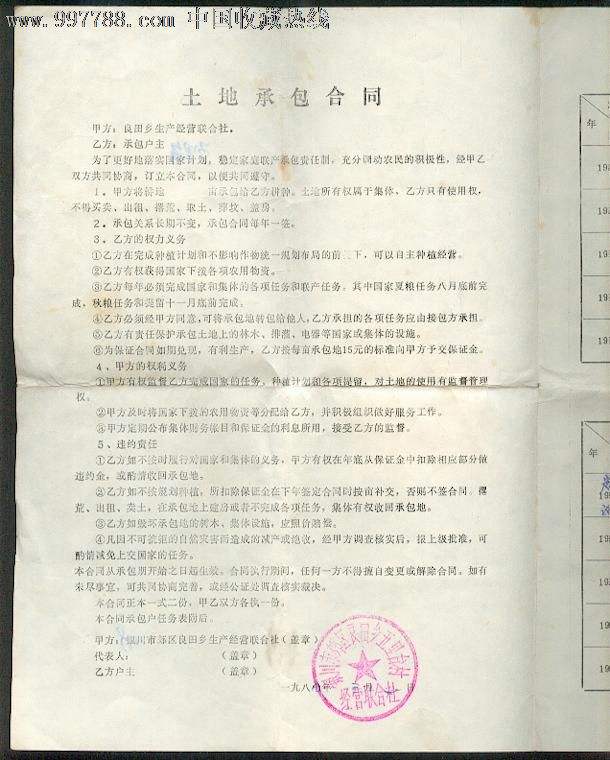 www.997788.com 中国收藏热线
土地承包合同
甲方：良田乡生产经营联合社。
乙方：承包户主
为了更好地落实国家计划，稳定家庭联产承包责任制，充分调动农民的积极性，经甲乙
双方共同协商，订立本合同，以便共同遵守。
1、甲方将该地 亩承包给乙方耕种。土地所有权属于集体，乙方只有使用权，
不得买卖、出租、撂荒、取土、葬坟、盖房。
2、承包关系长期不变，承包合同每年一签。
3、乙方的权力义务
①乙方在完成种植计划和不影响作物统一规划布局的前 下，可以自主种植经营。
②乙方有权获得国家下拨各项农用物资。
③乙方每年必须完成国家和集体的各项任务和联产任务。其中国家夏粮任务八月底前完
成，秋粮任务和提留十一月底前完成。
④乙方必须经甲方同意，可将承包地转包给他人，乙方承担的各项任务应由接包方承担。
⑤乙方有责任保护承包土地上的林木、排灌、电器等国家或集体的设施。
⑥为保证合同如期兑现，有利生产，乙方按每亩承包地15元的标准向甲方予交保证金。
4、甲方的权利义务
①甲方有权监督乙方完成国家的任务，种植计划和各项提留，对土地的使用有监督管理
权。
②甲方及时将国家下拨的农用物资等分配给乙方，并积极组织做好服务工作。
③甲方定期公布集体财务帐目和保证金的利息所用，接受乙方的监督。
5、违约责任
①乙方如不按时履行对国家和集体的义务，甲方有权在年底从保证金中扣除相应部分做
违约金，或酌情收回承包地。
②乙方如不按规划种植，所扣除保证金在下年签定合同时按亩补交，否则不签合同。撂
荒、出租、卖土，在承包地上建房或者不完成各项任务，集体有权收回承包地。
③乙方如毁坏承包地的树木、集体设施，应照价赔偿。
④凡因不可抗拒的自然灾害而造成的减产或绝收，经甲方调查核实后，报上级批准，可
酌情减免上交国家的任务。
本合同从承包期开始之日起生效。合同执行期间，任何一方不得擅自变更或解除合同。如有
未尽事宜，可共同协商完善，或经公证处调查核实裁决。
本合同正本一式二份，甲乙双方各执一份。
本合同承包户任务表附后。
甲方：银川市郊区良田乡生产经营联合社（盖章）
代表人： （盖章）
乙方户主 （盖章）
一九八 年 月 日
经营联合社
年
年